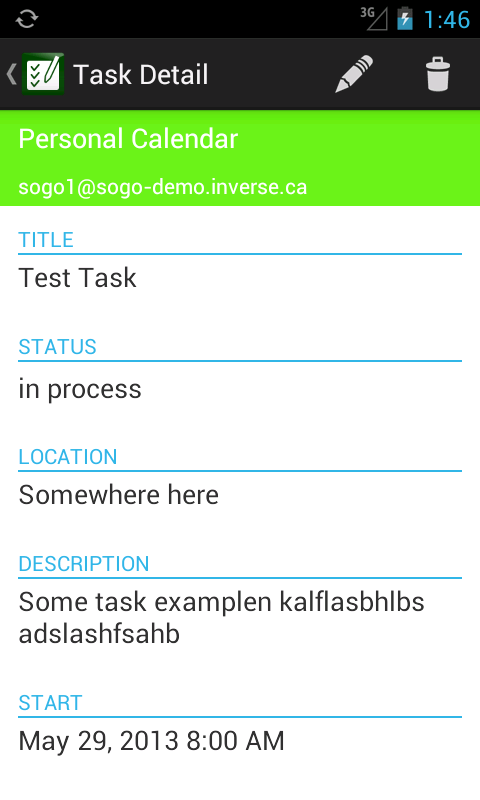 3G 1:46
Task Detail
Personal Calendar
sogo1@sogo-demo.inverse.ca
TITLE
Test Task
STATUS
in process
LOCATION
Somewhere here
DESCRIPTION
Some task examplen kalflasbhlbs
adslashfsahb
START
May 29, 2013 8:00 AM